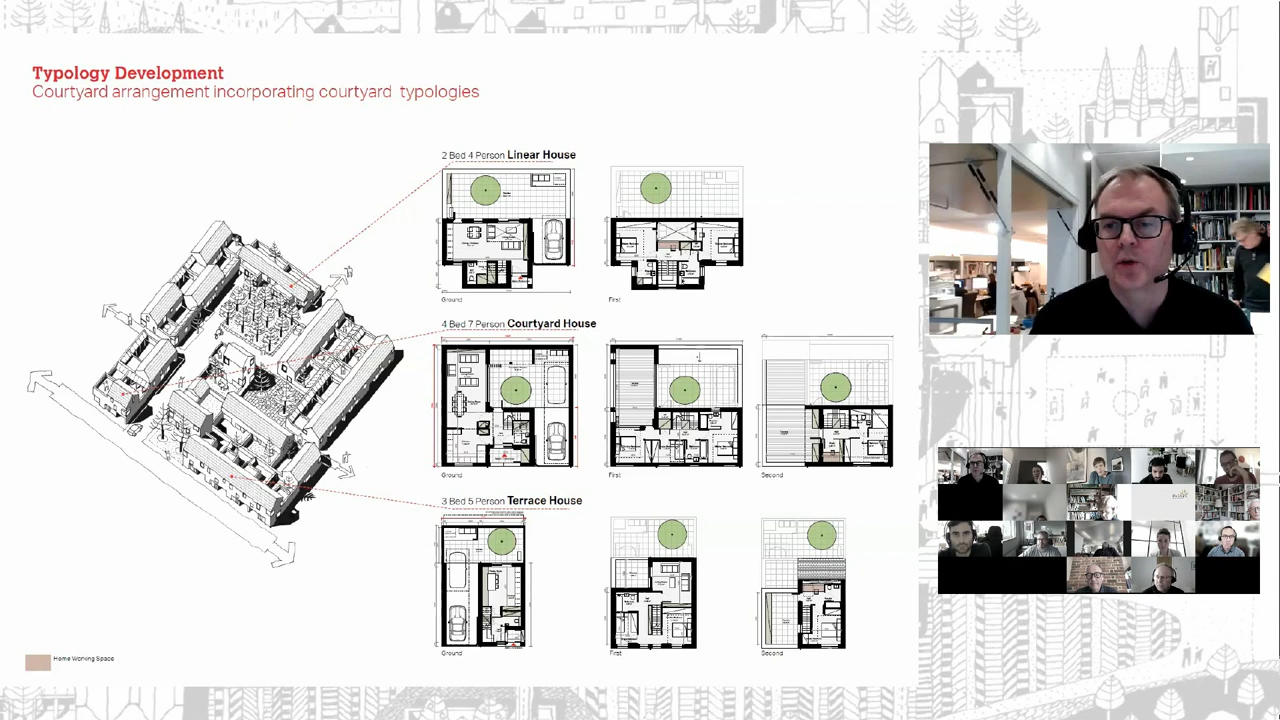 Typology Development
Courtyard arrangement incorporating courtyard typologies
2 Bed 4 Person Linear House
Ground
First
4 Bed 7 Person Courtyard House
Ground
First
Second
3 Bed 5 Person Terrace House
Ground
First
Second
Home Working Space